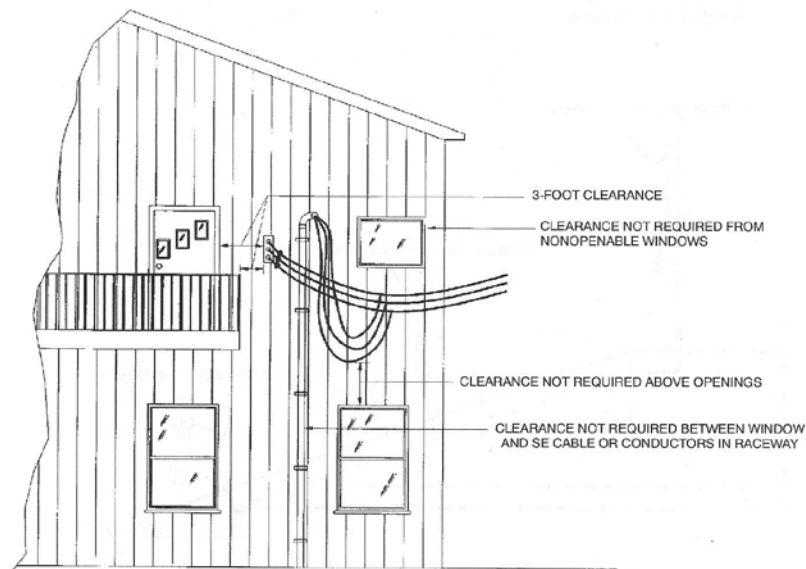 3-FOOT CLEARANCE
CLEARANCE NOT REQUIRED FROM
NONOPENABLE WINDOWS
CLEARANCE NOT REQUIRED ABOVE OPENINGS
CLEARANCE NOT REQUIRED BETWEEN WINDOW
AND SE CABLE OR CONDUCTORS IN RACEWAY